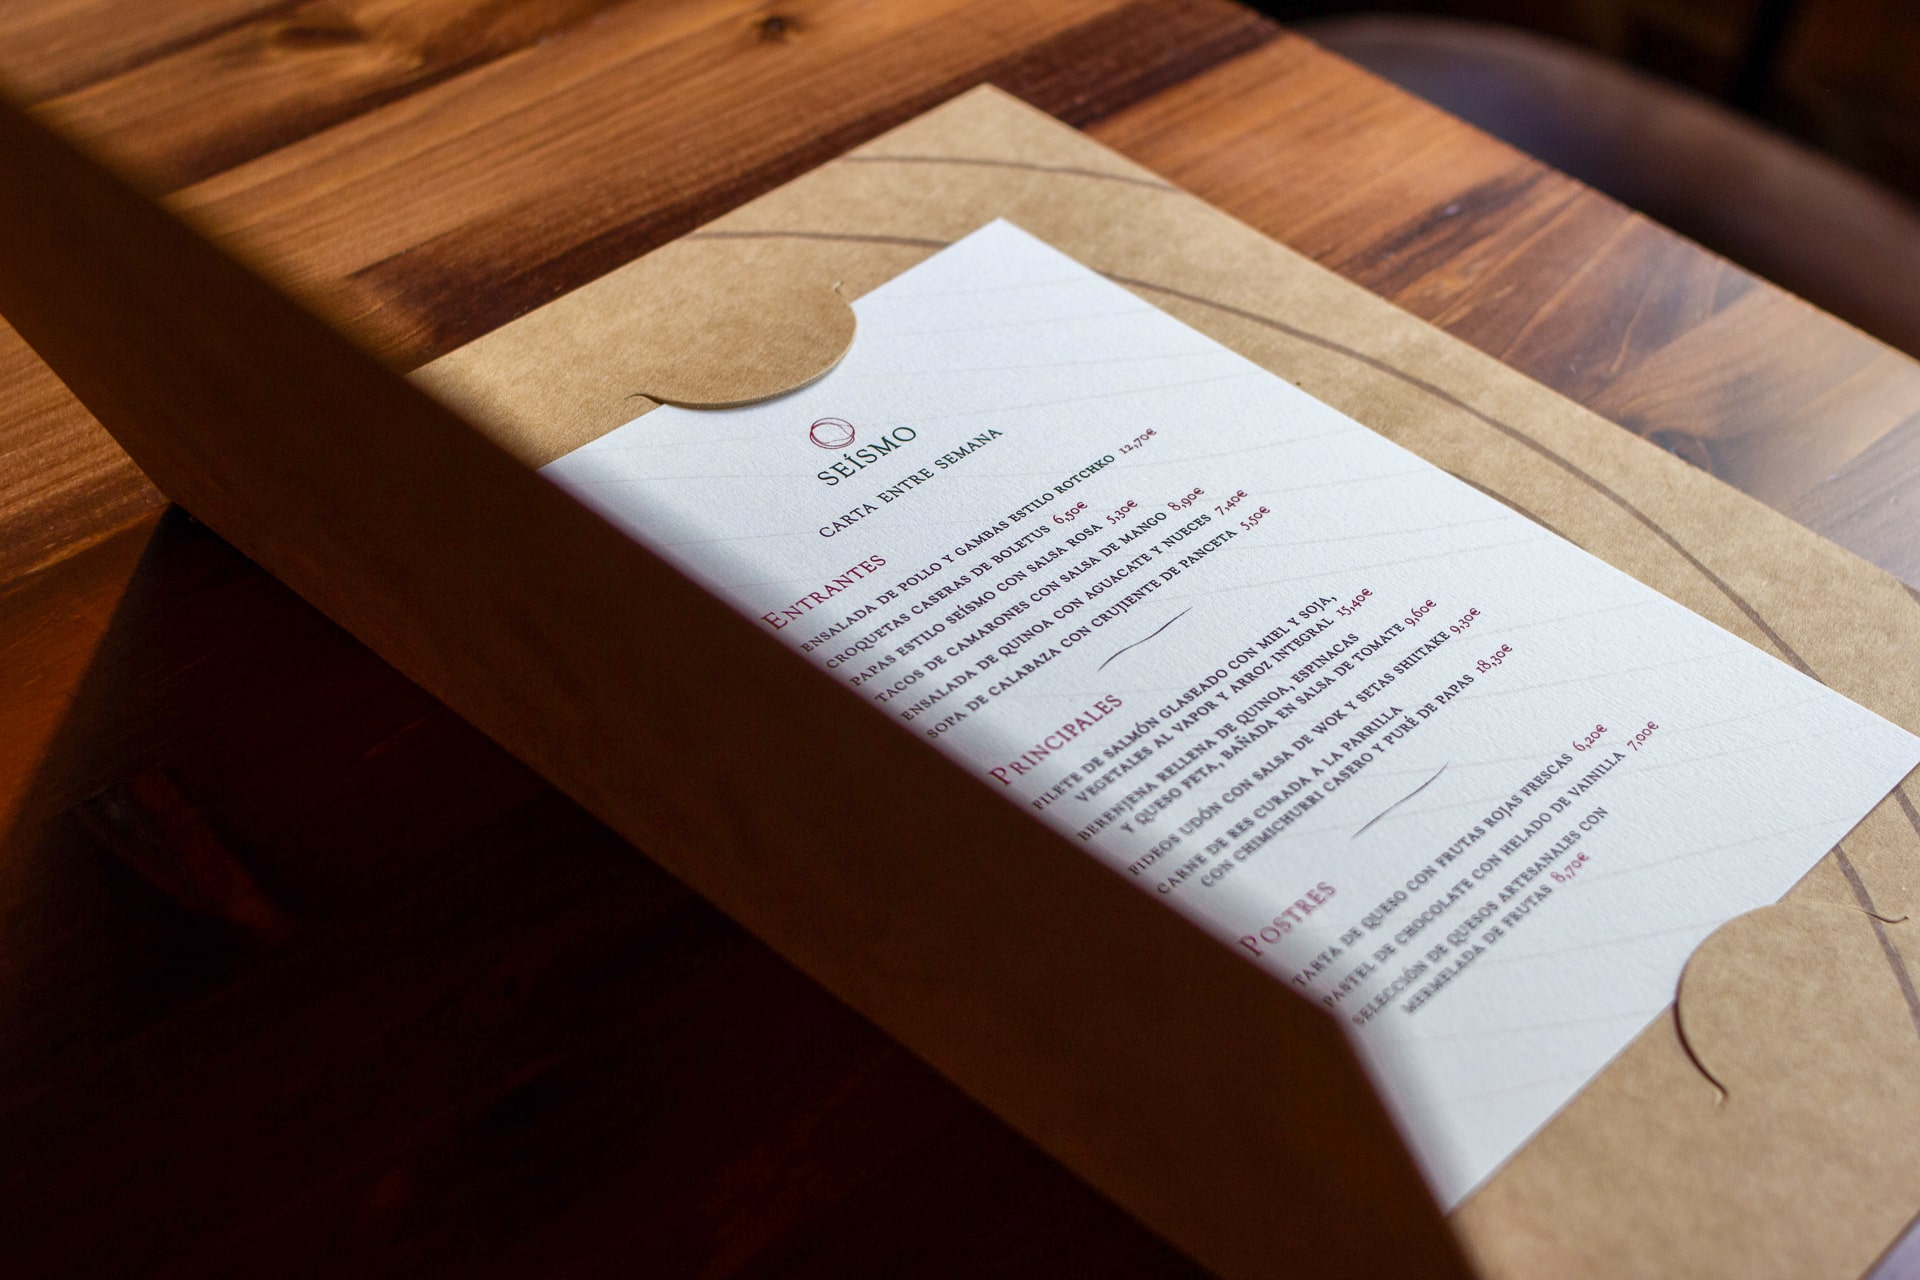 SEÍSMO
CARTA ENTRE SEMANA
ENTRANTES
ENSALADA DE POLLO Y GAMBAS ESTILO ROTCHKO 12,70€
CROQUETAS CASERAS DE BOLETUS 6,50€
PAPAS ESTILO SEÍSMO CON SALSA ROSA 5,30€
TACOS DE CAMARONES CON SALSA DE MANGO 8,90€
ENSALADA DE QUINOA CON AGUACATE Y NUECES 7,40€
SOPA DE CALABAZA CON CRUJIENTE DE PANCETA 5,50€
PRINCIPALES
FILETE DE SALMÓN GLASEADO CON MIEL Y SOJA,
VEGETALES AL VAPOR Y ARROZ INTEGRAL 15,40€
BERENJENA RELLENA DE QUINOA, ESPINACAS
Y QUESO FETA, BAÑADA EN SALSA DE TOMATE 9,60€
FIDEOS UDÓN CON SALSA DE WOK Y SETAS SHIITAKE 9,30€
CARNE DE RES CURADA A LA PARRILLA
CON CHIMICHURRI CASERO Y PURÉ DE PAPAS 18,30€
POSTRES
TARTA DE QUESO CON FRUTAS ROJAS FRESCAS 6,20€
PASTEL DE CHOCOLATE CON HELADO DE VAINILLA 7,00€
SELECCIÓN DE QUESOS ARTESANALES CON
MERMELADA DE FRUTAS 8,70€